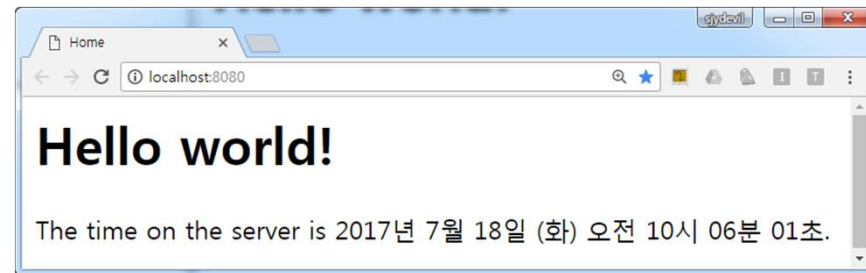 sjydevil
Home
localhost:8080
I
T
Hello world!
The time on the server is 2017년 7월 18일 (화) 오전 10시 06분 01초.